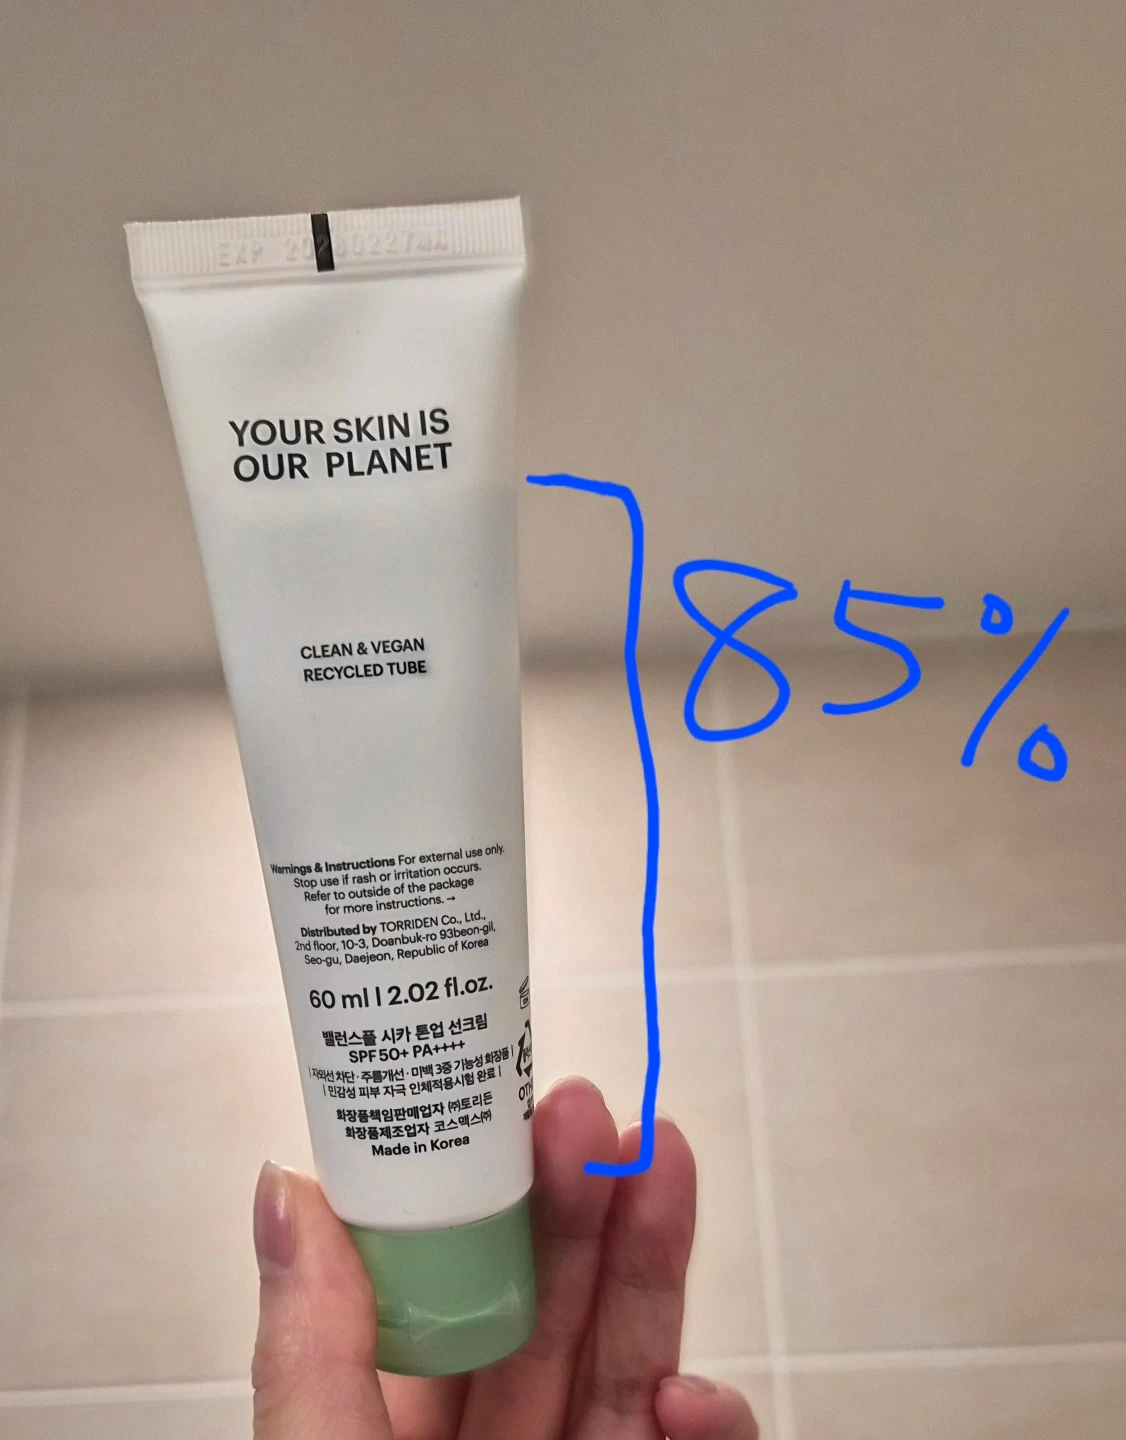 EXP 20260227
YOUR SKIN IS
OUR PLANET
85%
CLEAN & VEGAN
RECYCLED TUBE
Warnings & Instructions For external use only.
Stop use if rash or irritation occurs.
Refer to outside of the package
for more instructions. →
Distributed by TORRIDEN Co., Ltd.,
2nd floor, 10-3, Doanbuk-ro 93beon-gil,
Seo-gu, Daejeon, Republic of Korea
60 ml | 2.02 fl.oz.
밸런스풀 시카 톤업 선크림
SPF 50+ PA++++
| 자외선 차단 · 주름개선 · 미백 3중 기능성 화장품 |
| 민감성 피부 자극 인체적용시험 완료 |
화장품책임판매업자 ㈜토리든
화장품제조업자 코스맥스㈜
Made in Korea